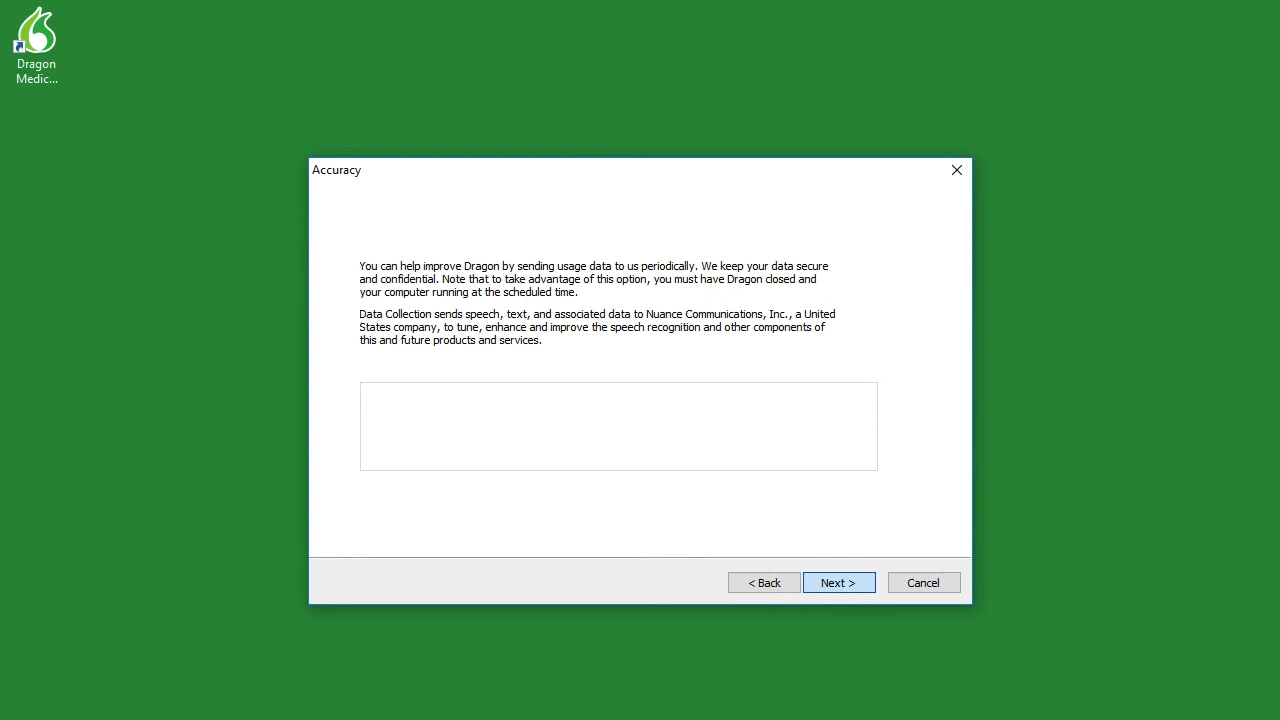 Dragon
Medic...
Accuracy
You can help improve Dragon by sending usage data to us periodically. We keep your data secure
and confidential. Note that to take advantage of this option, you must have Dragon closed and
your computer running at the scheduled time.
Data Collection sends speech, text, and associated data to Nuance Communications, Inc., a United
States company, to tune, enhance and improve the speech recognition and other components of
this and future products and services.
< Back
Next >
Cancel